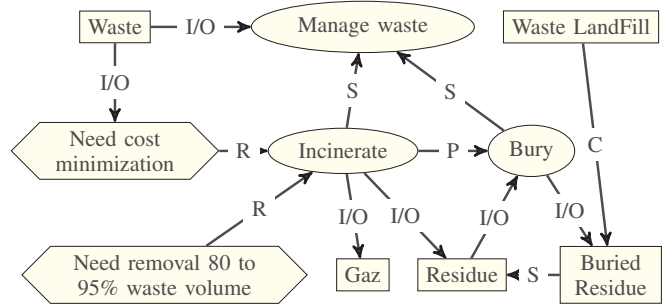 Waste
I/O
Manage waste
Waste LandFill
I/O
S
S
Need cost
minimization
R
Incinerate
P
Bury
C
R
I/O
I/O
I/O
I/O
Need removal 80 to
95% waste volume
Gaz
Residue
S
Buried
Residue